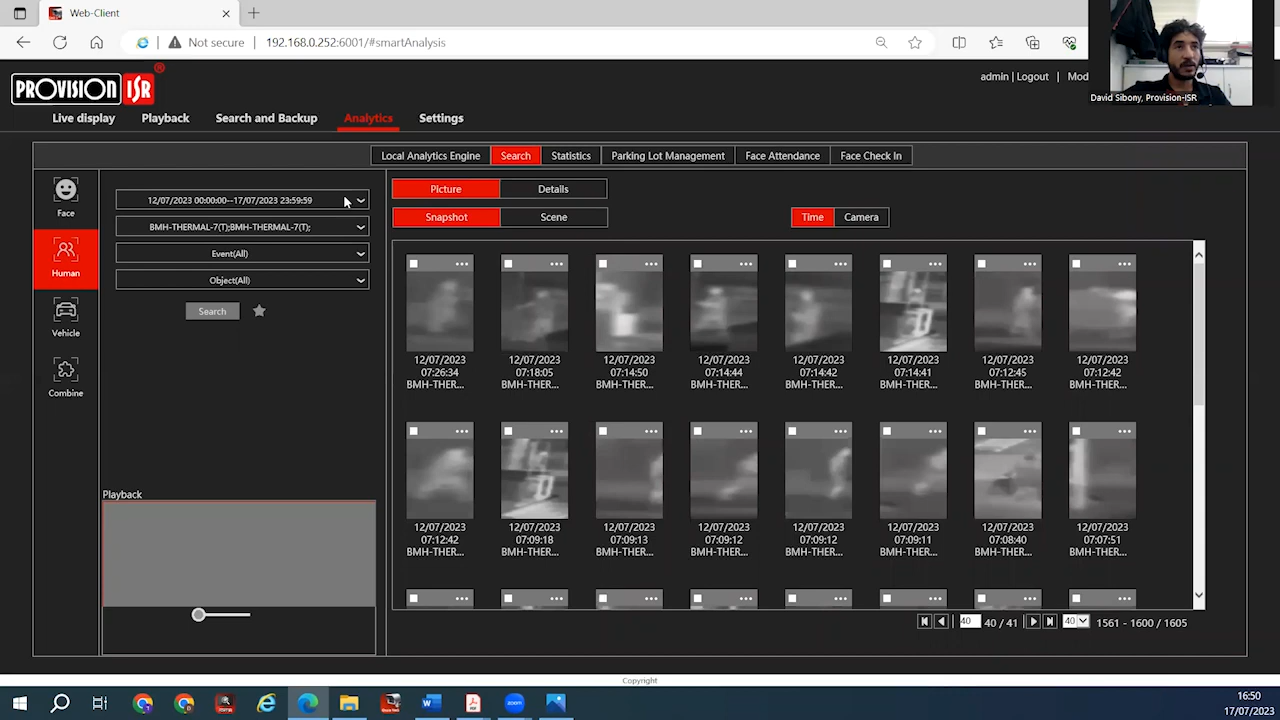 Web-Client
Not secure
192.168.0.252:6001/#smartAnalysis
David Sibony, Provision-ISR
PROVISION ISR ®
admin | Logout | Mod
Live display
Playback
Search and Backup
Analytics
Settings
Local Analytics Engine
Search
Statistics
Parking Lot Management
Face Attendance
Face Check In
Face
Human
Vehicle
Combine
12/07/2023 00:00:00--17/07/2023 23:59:59
BMH-THERMAL-7(T);BMH-THERMAL-7(T);
Event(All)
Object(All)
Search
Playback
Picture
Details
Snapshot
Scene
Time
Camera
12/07/2023
07:26:34
BMH-THER...
12/07/2023
07:18:05
BMH-THER...
12/07/2023
07:14:50
BMH-THER...
12/07/2023
07:14:44
BMH-THER...
12/07/2023
07:14:42
BMH-THER...
12/07/2023
07:14:41
BMH-THER...
12/07/2023
07:12:45
BMH-THER...
12/07/2023
07:12:42
BMH-THER...
12/07/2023
07:12:42
BMH-THER...
12/07/2023
07:09:18
BMH-THER...
12/07/2023
07:09:13
BMH-THER...
12/07/2023
07:09:12
BMH-THER...
12/07/2023
07:09:12
BMH-THER...
12/07/2023
07:09:11
BMH-THER...
12/07/2023
07:08:40
BMH-THER...
12/07/2023
07:07:51
BMH-THER...
40
40 / 41
40
1561 - 1600 / 1605
Copyright
zoom
16:50
17/07/2023